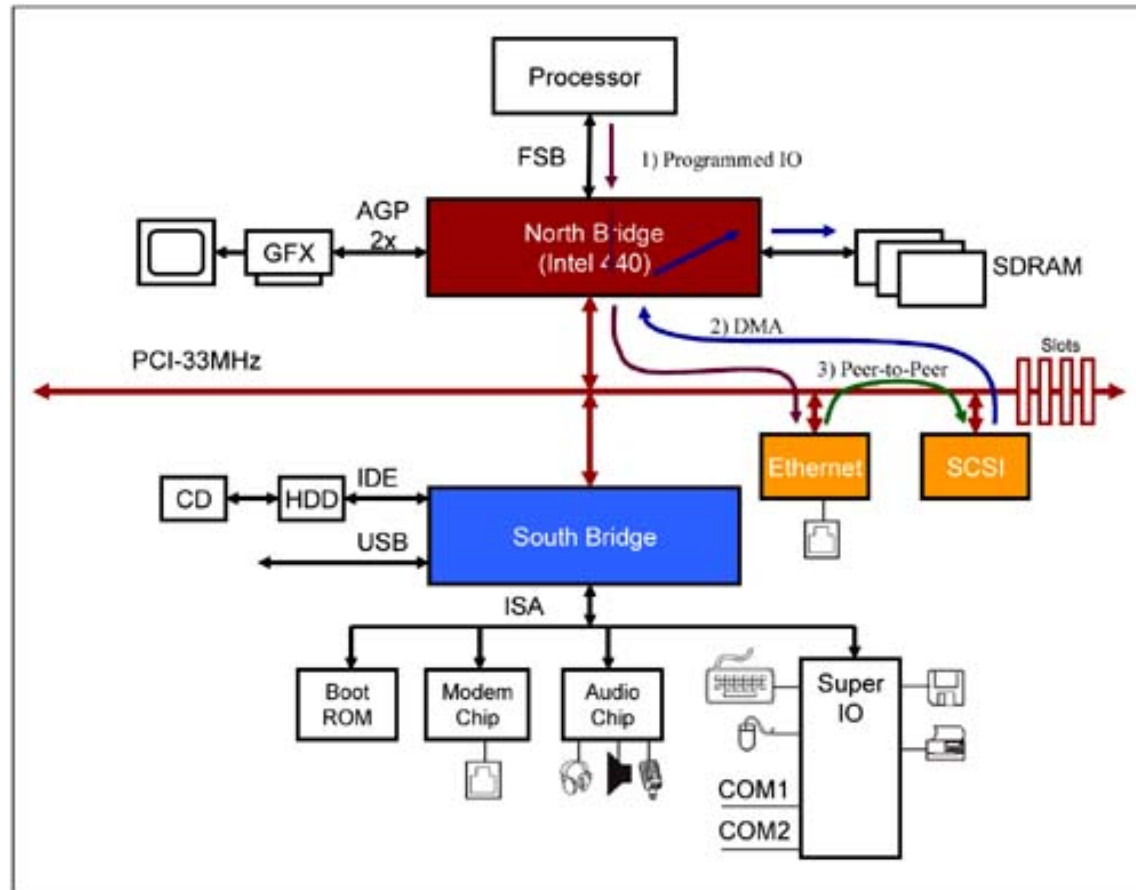 Processor
FSB
1) Programmed IO
AGP
2x
GFX
North Bridge
(Intel 440)
SDRAM
2) DMA
PCI-33MHz
3) Peer-to-Peer
Slots
Ethernet
SCSI
CD
HDD
IDE
USB
South Bridge
ISA
Boot
ROM
Modem
Chip
Audio
Chip
Super
IO
COM1
COM2